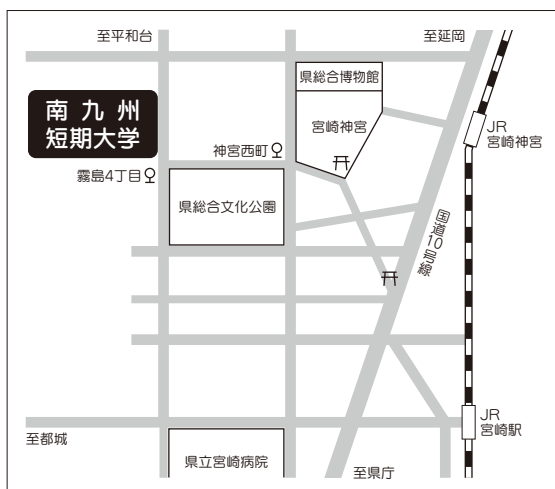 至平和台
至延岡
県総合博物館
南九州
短期大学
宮崎神宮
JR
宮崎神宮
神宮西町
霧島4丁目
県総合文化公園
国道10号線
JR
宮崎駅
至都城
県立宮崎病院
至県庁